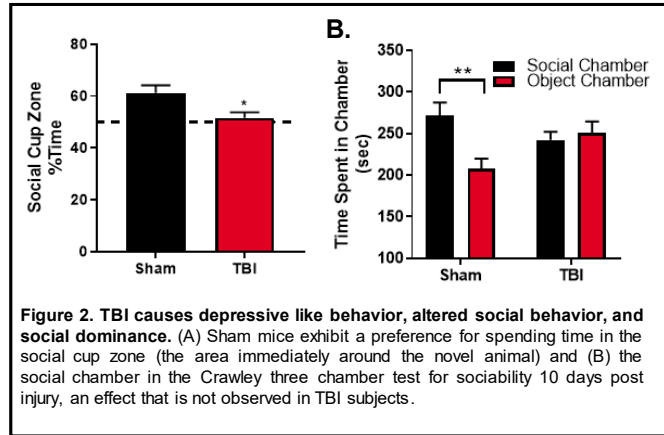 B.
80
60
40
20
0
Social Cup Zone
%Time
*
Sham
TBI
350
300
250
200
150
100
Time Spent in Chamber
(sec)
**
Social Chamber
Object Chamber
Sham
TBI
Figure 2. TBI causes depressive like behavior, altered social behavior, and
social dominance. (A) Sham mice exhibit a preference for spending time in the
social cup zone (the area immediately around the novel animal) and (B) the
social chamber in the Crawley three chamber test for sociability 10 days post
injury, an effect that is not observed in TBI subjects.